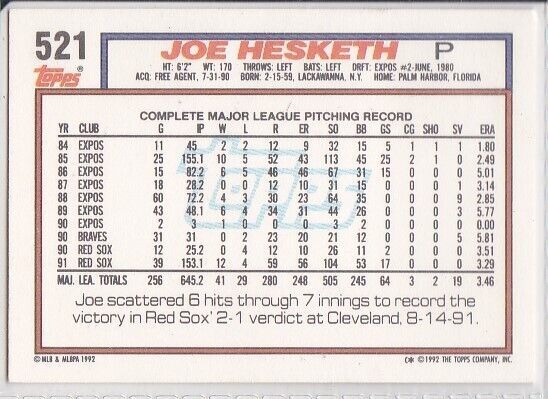 521
Topps®
JOE HESKETH P
HT: 6'2" WT: 170 THROWS: LEFT BATS: LEFT DRFT: EXPOS #2-JUNE, 1980
ACQ: FREE AGENT, 7-31-90 BORN: 2-15-59, LACKAWANNA, N.Y. HOME: PALM HARBOR, FLORIDA
COMPLETE MAJOR LEAGUE PITCHING RECORD
YR CLUB G IP W L R ER SO BB GS CG SHO SV ERA
84 EXPOS 11 45 2 2 12 9 32 15 5 1 1 1 1.80
85 EXPOS 25 155.1 10 5 52 43 113 45 25 2 1 0 2.49
86 EXPOS 15 82.2 6 5 46 46 67 31 15 0 0 0 5.01
87 EXPOS 18 28.2 0 0 12 10 31 15 0 0 0 1 3.14
88 EXPOS 60 72.2 4 3 30 23 64 35 0 0 0 9 2.85
89 EXPOS 43 48.1 6 4 34 31 44 26 0 0 0 3 5.77
90 EXPOS 2 3 1 0 0 0 3 2 0 0 0 0 0.00
90 BRAVES 31 31 0 2 23 20 21 12 0 0 0 5 5.81
90 RED SOX 12 25.2 0 4 12 10 26 11 2 0 0 0 3.51
91 RED SOX 39 153.1 12 4 59 56 104 53 17 0 0 0 3.29
MAJ. LEA. TOTALS 256 645.2 41 29 280 248 505 245 64 3 2 19 3.46
Topps
Joe scattered 6 hits through 7 innings to record the
victory in Red Sox' 2-1 verdict at Cleveland, 8-14-91.
© MLB & MLBPA 1992 (* ©1992 THE TOPPS COMPANY, INC.